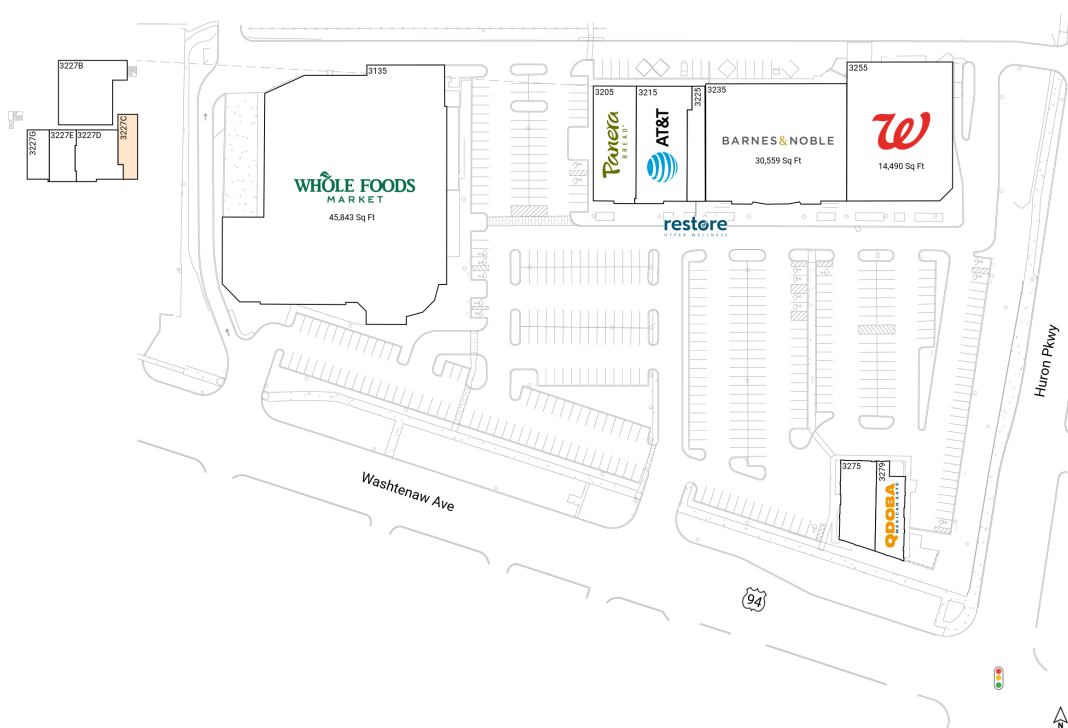 3227B
3227G
3227E
3227D
3227C
3135
WHOLE FOODS
MARKET
45,843 Sq Ft
3205
Panera
BREAD
3215
AT&T
3225
3235
BARNES&NOBLE
30,559 Sq Ft
3255
W
14,490 Sq Ft
restore
HYPER WELLNESS
Huron Pkwy
Washtenaw Ave
3275
3279
QDOBA
MEXICAN EATS
94
N